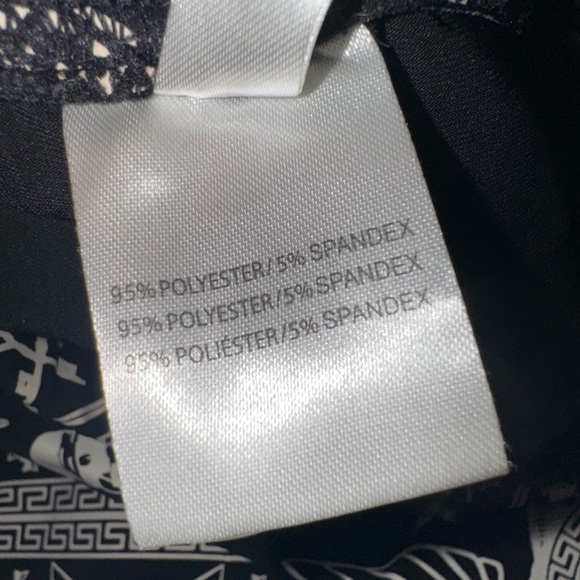 95% POLYESTER/5% SPANDEX
95% POLYESTER/5% SPANDEX
95% POLIÉSTER/5% SPANDEX